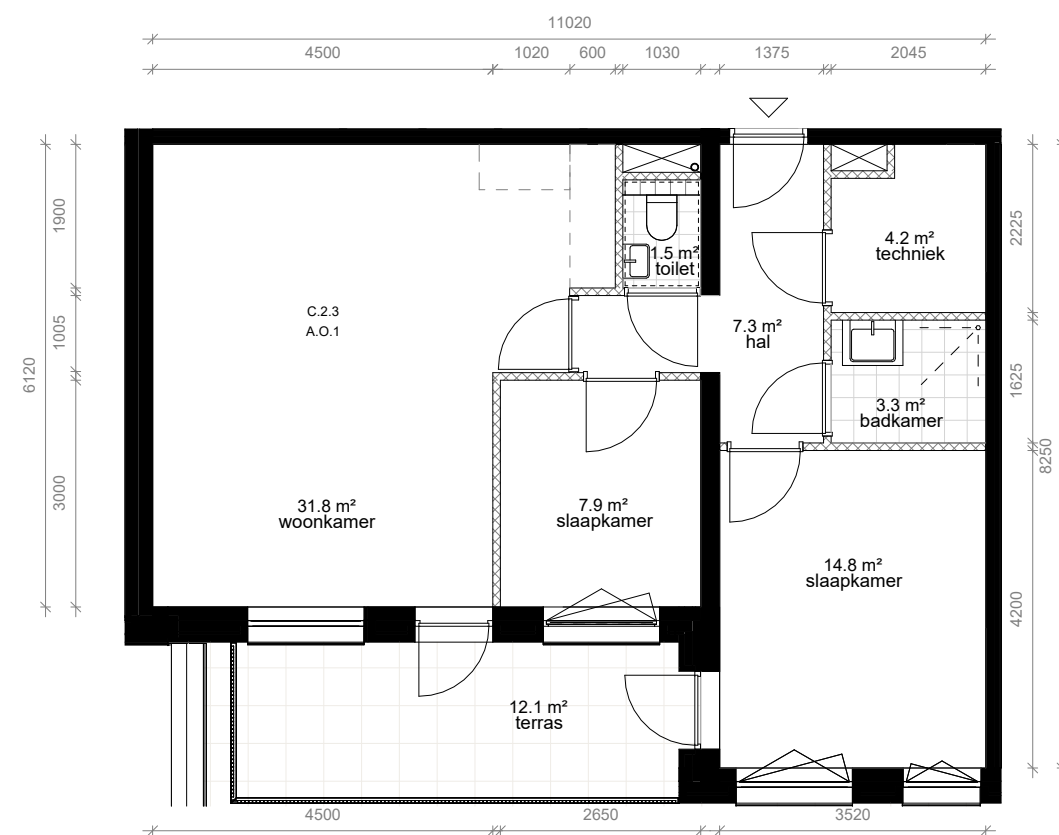 11020
4500 1020 600 1030 1375 2045
1900
1005
6120
3000
2225
1625
8250
4200
1.5 m²
toilet
4.2 m²
techniek
C.2.3
A.O.1
7.3 m²
hal
3.3 m²
badkamer
31.8 m²
woonkamer
7.9 m²
slaapkamer
14.8 m²
slaapkamer
12.1 m²
terras
4500 2650 3520